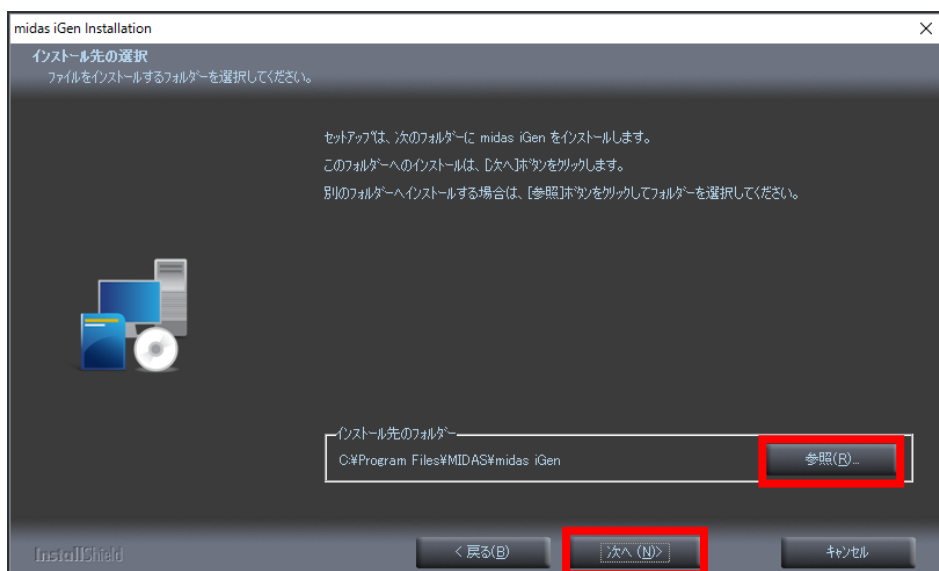 midas iGen Installation
インストール先の選択
ファイルをインストールするフォルダーを選択してください。
セットアップは、次のフォルダーに midas iGen をインストールします。
このフォルダーへのインストールは、[次へ]ボタンをクリックします。
別のフォルダーへインストールする場合は、[参照]ボタンをクリックしてフォルダーを選択してください。
インストール先のフォルダー
C:¥Program Files¥MIDAS¥midas iGen
参照(R)...
InstallShield
< 戻る(B)
次へ (N)>
キャンセル